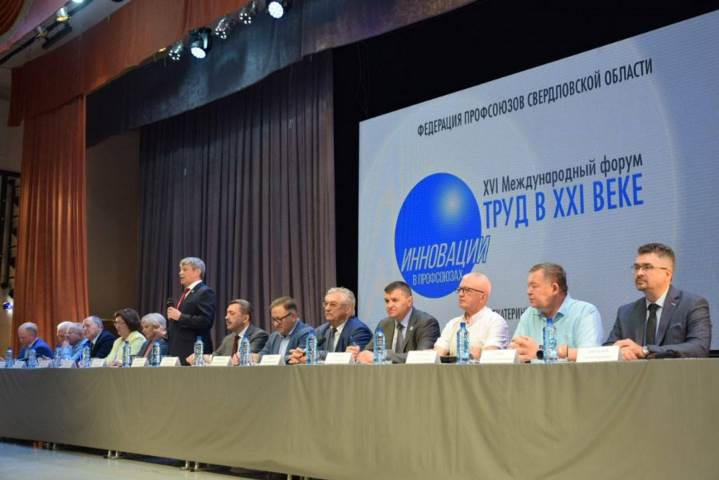 ФЕДЕРАЦИЯ ПРОФСОЮЗОВ СВЕРДЛОВСКОЙ ОБЛАСТИ
XVI Международный форум
ТРУД В XXI ВЕКЕ
ИННОВАЦИИ
В ПРОФСОЮЗАХ